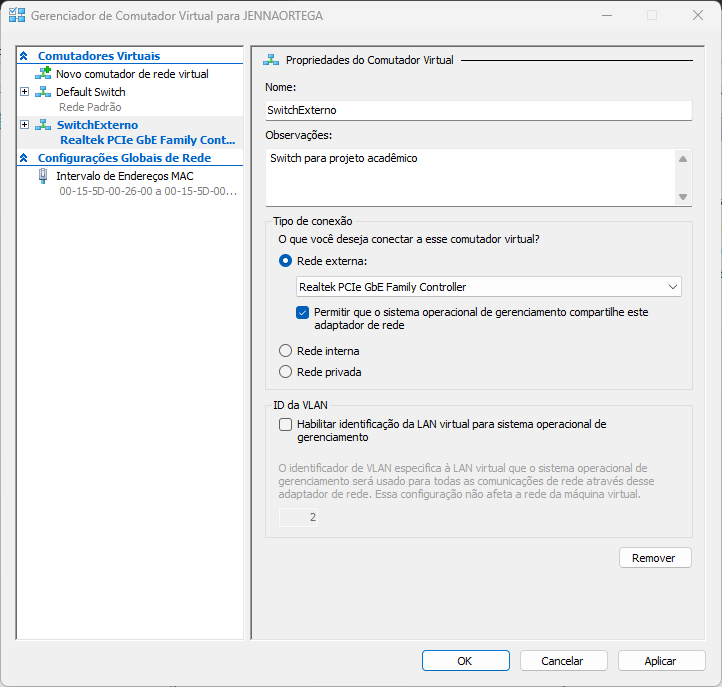 Gerenciador de Comutador Virtual para JENNAORTEGA
Comutadores Virtuais
Novo comutador de rede virtual
Default Switch
Rede Padrão
SwitchExterno
Realtek PCIe GbE Family Cont...
Configurações Globais de Rede
Intervalo de Endereços MAC
00-15-5D-00-26-00 a 00-15-5D-00...
Propriedades do Comutador Virtual
Nome:
SwitchExterno
Observações:
Switch para projeto acadêmico
Tipo de conexão
O que você deseja conectar a esse comutador virtual?
Rede externa:
Realtek PCIe GbE Family Controller
Permitir que o sistema operacional de gerenciamento compartilhe este
adaptador de rede
Rede interna
Rede privada
ID da VLAN
Habilitar identificação da LAN virtual para sistema operacional de
gerenciamento
O identificador de VLAN especifica à LAN virtual que o sistema operacional de
gerenciamento será usado para todas as comunicações de rede através desse
adaptador de rede. Essa configuração não afeta a rede da máquina virtual.
2
Remover
OK
Cancelar
Aplicar